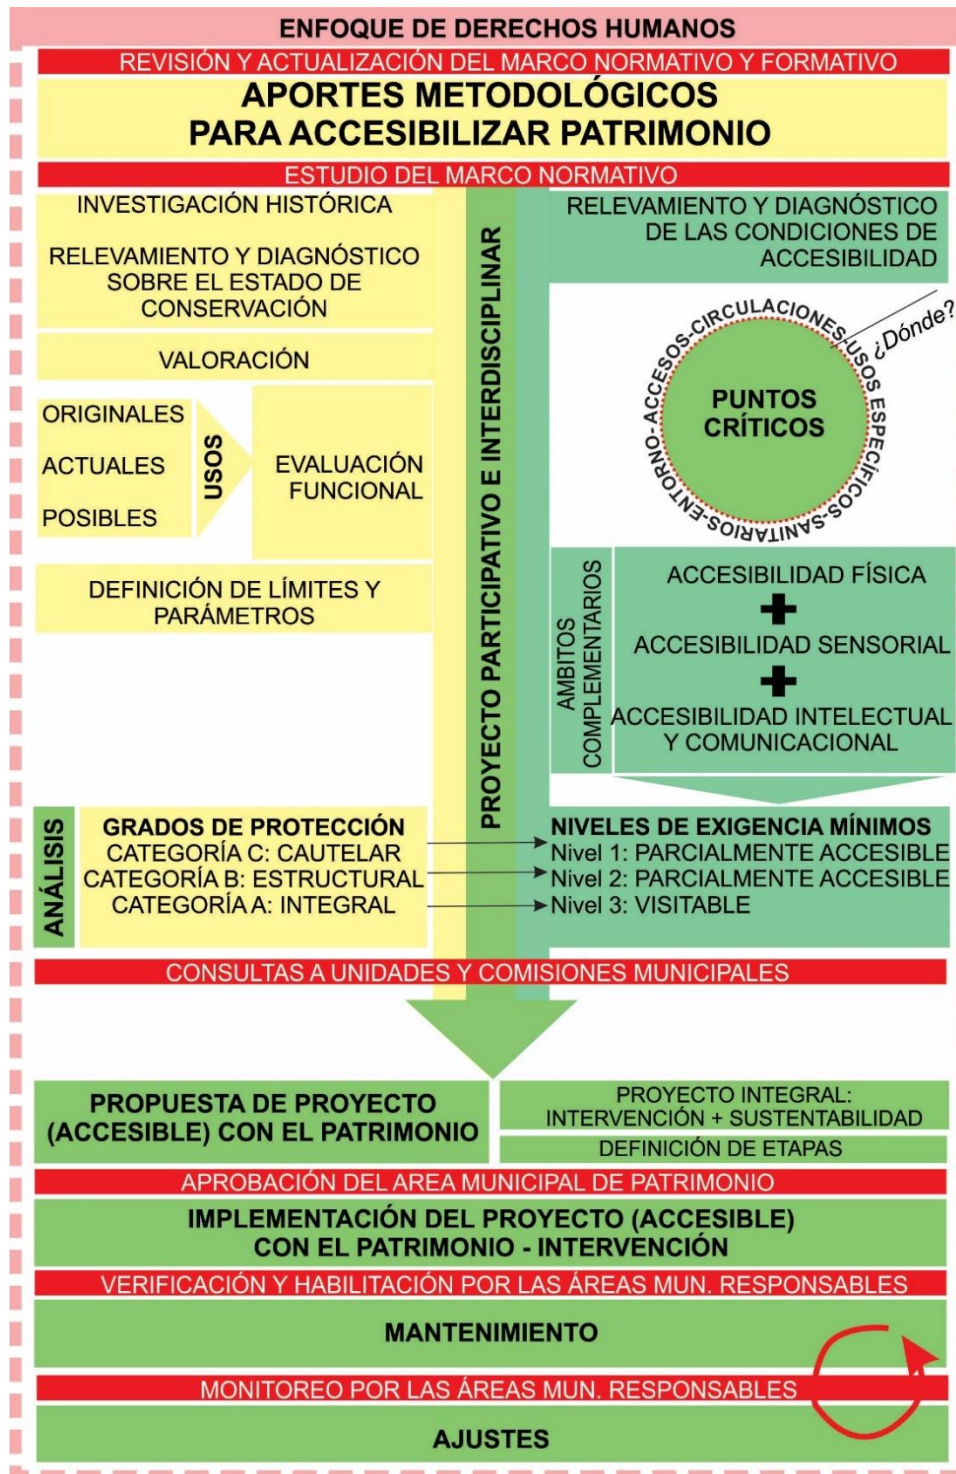 ENFOQUE DE DERECHOS HUMANOS
REVISIÓN Y ACTUALIZACIÓN DEL MARCO NORMATIVO Y FORMATIVO
APORTES METODOLÓGICOS
PARA ACCESIBILIZAR PATRIMONIO
ESTUDIO DEL MARCO NORMATIVO
INVESTIGACIÓN HISTÓRICA
RELEVAMIENTO Y DIAGNÓSTICO
SOBRE EL ESTADO DE
CONSERVACIÓN
VALORACIÓN
ORIGINALES
ACTUALES
POSIBLES
USOS
EVALUACIÓN
FUNCIONAL
DEFINICIÓN DE LÍMITES Y
PARÁMETROS
PROYECTO PARTICIPATIVO E INTERDISCIPLINAR
RELEVAMIENTO Y DIAGNÓSTICO
DE LAS CONDICIONES DE
ACCESIBILIDAD
¿Dónde?
ENTORNO-ACCESOS-CIRCULACIONES-USOS ESPECÍFICOS-SANITARIOS-
PUNTOS
CRÍTICOS
AMBITOS
COMPLEMENTARIOS
ACCESIBILIDAD FÍSICA
+
ACCESIBILIDAD SENSORIAL
+
ACCESIBILIDAD INTELECTUAL
Y COMUNICACIONAL
ANÁLISIS
GRADOS DE PROTECCIÓN
CATEGORÍA C: CAUTELAR
CATEGORÍA B: ESTRUCTURAL
CATEGORÍA A: INTEGRAL
NIVELES DE EXIGENCIA MÍNIMOS
Nivel 1: PARCIALMENTE ACCESIBLE
Nivel 2: PARCIALMENTE ACCESIBLE
Nivel 3: VISITABLE
CONSULTAS A UNIDADES Y COMISIONES MUNICIPALES
PROPUESTA DE PROYECTO
(ACCESIBLE) CON EL PATRIMONIO
PROYECTO INTEGRAL:
INTERVENCIÓN + SUSTENTABILIDAD
DEFINICIÓN DE ETAPAS
APROBACIÓN DEL AREA MUNICIPAL DE PATRIMONIO
IMPLEMENTACIÓN DEL PROYECTO (ACCESIBLE)
CON EL PATRIMONIO - INTERVENCIÓN
VERIFICACIÓN Y HABILITACIÓN POR LAS ÁREAS MUN. RESPONSABLES
MANTENIMIENTO
MONITOREO POR LAS ÁREAS MUN. RESPONSABLES
AJUSTES